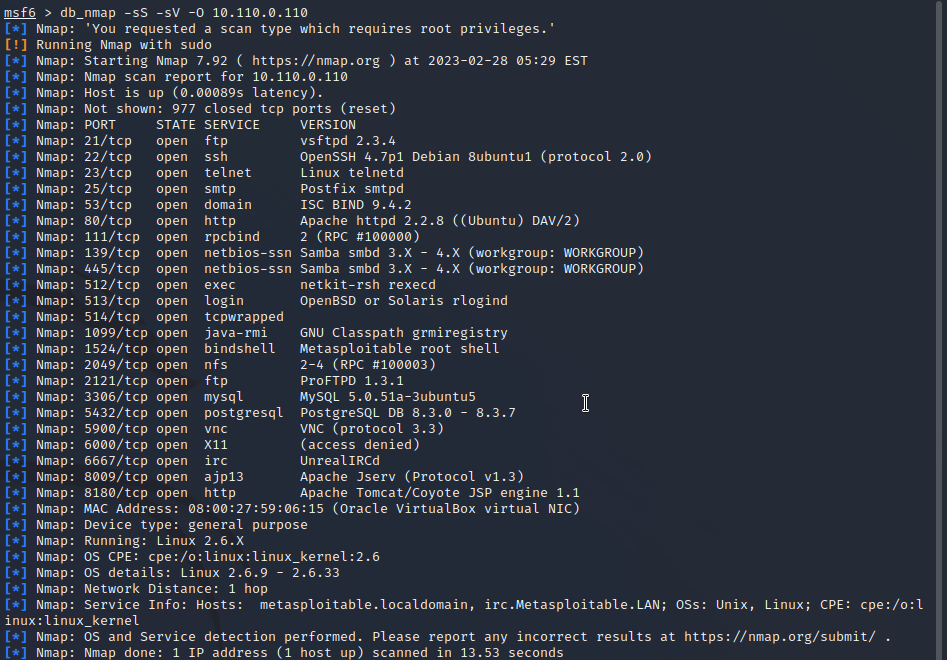 msf6 > db_nmap -sS -sV -O 10.110.0.110
[*] Nmap: 'You requested a scan type which requires root privileges.'
[!] Running Nmap with sudo
[*] Nmap: Starting Nmap 7.92 ( https://nmap.org ) at 2023-02-28 05:29 EST
[*] Nmap: Nmap scan report for 10.110.0.110
[*] Nmap: Host is up (0.00089s latency).
[*] Nmap: Not shown: 977 closed tcp ports (reset)
[*] Nmap: PORT     STATE SERVICE     VERSION
[*] Nmap: 21/tcp   open  ftp         vsftpd 2.3.4
[*] Nmap: 22/tcp   open  ssh         OpenSSH 4.7p1 Debian 8ubuntu1 (protocol 2.0)
[*] Nmap: 23/tcp   open  telnet      Linux telnetd
[*] Nmap: 25/tcp   open  smtp        Postfix smtpd
[*] Nmap: 53/tcp   open  domain      ISC BIND 9.4.2
[*] Nmap: 80/tcp   open  http        Apache httpd 2.2.8 ((Ubuntu) DAV/2)
[*] Nmap: 111/tcp  open  rpcbind     2 (RPC #100000)
[*] Nmap: 139/tcp  open  netbios-ssn Samba smbd 3.X - 4.X (workgroup: WORKGROUP)
[*] Nmap: 445/tcp  open  netbios-ssn Samba smbd 3.X - 4.X (workgroup: WORKGROUP)
[*] Nmap: 512/tcp  open  exec        netkit-rsh rexecd
[*] Nmap: 513/tcp  open  login       OpenBSD or Solaris rlogind
[*] Nmap: 514/tcp  open  tcpwrapped
[*] Nmap: 1099/tcp open  java-rmi    GNU Classpath grmiregistry
[*] Nmap: 1524/tcp open  bindshell   Metasploitable root shell
[*] Nmap: 2049/tcp open  nfs         2-4 (RPC #100003)
[*] Nmap: 2121/tcp open  ftp         ProFTPD 1.3.1
[*] Nmap: 3306/tcp open  mysql       MySQL 5.0.51a-3ubuntu5
[*] Nmap: 5432/tcp open  postgresql  PostgreSQL DB 8.3.0 - 8.3.7
[*] Nmap: 5900/tcp open  vnc         VNC (protocol 3.3)
[*] Nmap: 6000/tcp open  X11         (access denied)
[*] Nmap: 6667/tcp open  irc         UnrealIRCd
[*] Nmap: 8009/tcp open  ajp13       Apache Jserv (Protocol v1.3)
[*] Nmap: 8180/tcp open  http        Apache Tomcat/Coyote JSP engine 1.1
[*] Nmap: MAC Address: 08:00:27:59:06:15 (Oracle VirtualBox virtual NIC)
[*] Nmap: Device type: general purpose
[*] Nmap: Running: Linux 2.6.X
[*] Nmap: OS CPE: cpe:/o:linux:linux_kernel:2.6
[*] Nmap: OS details: Linux 2.6.9 - 2.6.33
[*] Nmap: Network Distance: 1 hop
[*] Nmap: Service Info: Hosts:  metasploitable.localdomain, irc.Metasploitable.LAN; OSs: Unix, Linux; CPE: cpe:/o:l
inux:linux_kernel
[*] Nmap: OS and Service detection performed. Please report any incorrect results at https://nmap.org/submit/ .
[*] Nmap: Nmap done: 1 IP address (1 host up) scanned in 13.53 seconds